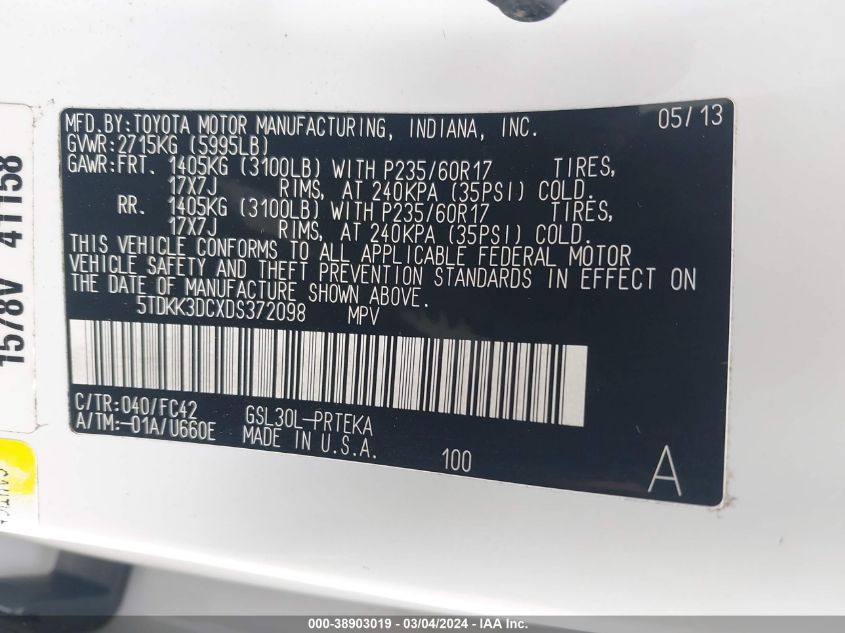 MFD.BY:TOYOTA MOTOR MANUFACTURING, INDIANA, INC. 05/13
GVWR:2715KG (5995LB)
GAWR:FRT. 1405KG (3100LB) WITH P235/60R17 TIRES,
17X7J RIMS, AT 240KPA (35PSI) COLD.
RR. 1405KG (3100LB) WITH P235/60R17 TIRES,
17X7J RIMS, AT 240KPA (35PSI) COLD.
THIS VEHICLE CONFORMS TO ALL APPLICABLE FEDERAL MOTOR
VEHICLE SAFETY AND THEFT PREVENTION STANDARDS IN EFFECT ON
THE DATE OF MANUFACTURE SHOWN ABOVE.
5TDKK3DCXDS372098 MPV
C/TR:040/FC42 GSL30L-PRTEKA
A/TM:-01A/U660E MADE IN U.S.A.
100 A
1578V 41158
000-38903019 - 03/04/2024 - IAA Inc.